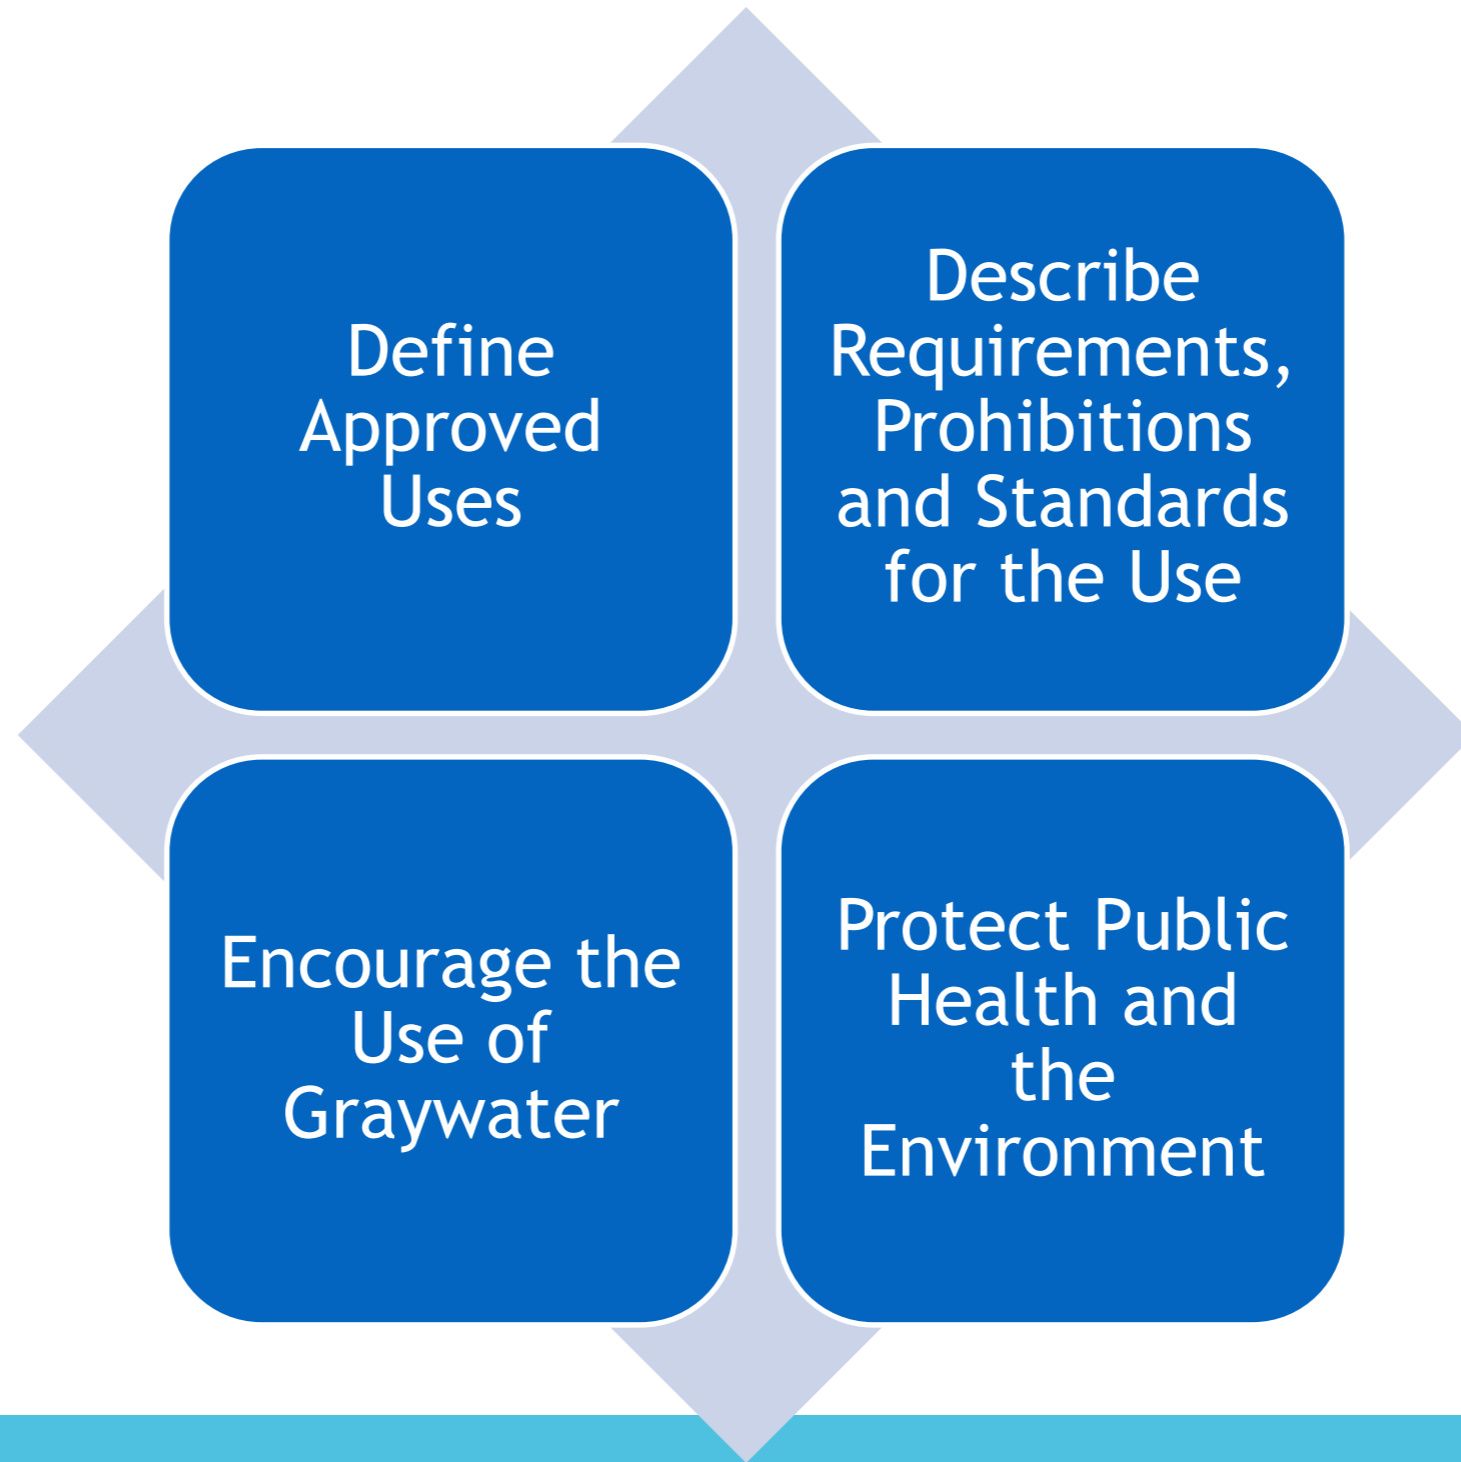 Define
Approved
Uses
Describe
Requirements,
Prohibitions
and Standards
for the Use
Encourage the
Use of
Graywater
Protect Public
Health and
the
Environment